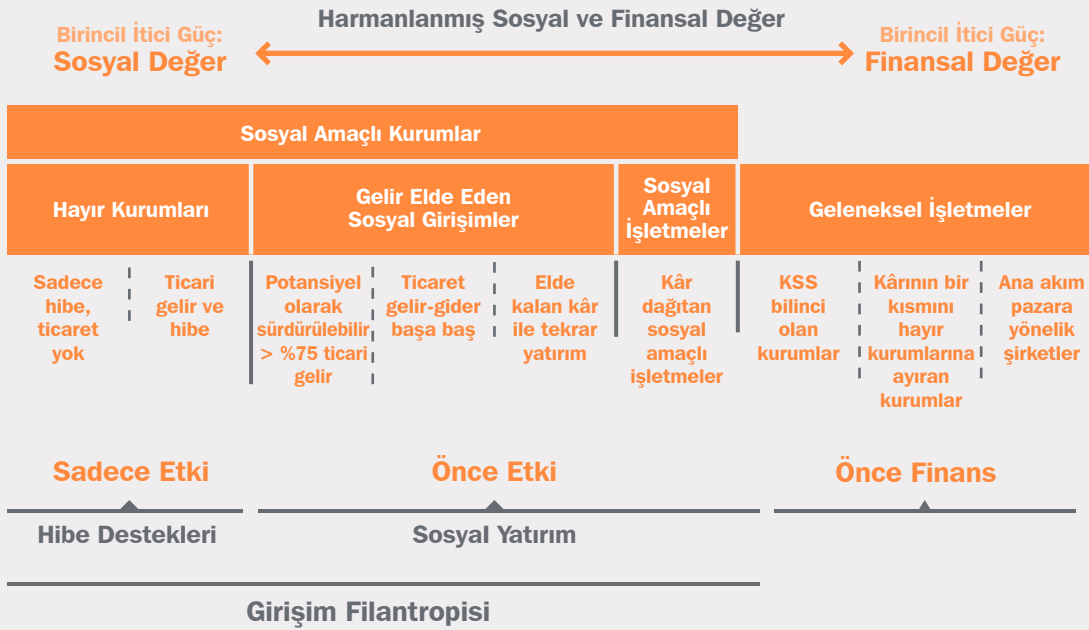 Harmanlanmış Sosyal ve Finansal Değer
Birincil İtici Güç:
Sosyal Değer
Birincil İtici Güç:
Finansal Değer
Sosyal Amaçlı Kurumlar
Hayır Kurumları
Gelir Elde Eden
Sosyal Girişimler
Sosyal
Amaçlı
İşletmeler
Geleneksel İşletmeler
Sadece
hibe,
ticaret
yok
Ticari
gelir ve
hibe
Potansiyel
olarak
sürdürülebilir
> %75 ticari
gelir
Ticaret
gelir-gider
başa baş
Elde
kalan kâr
ile tekrar
yatırım
Kâr
dağıtan
sosyal
amaçlı
işletmeler
KSS
bilinci
olan
kurumlar
Kârının bir
kısmını
hayır
kurumlarına
ayıran
kurumlar
Ana akım
pazara
yönelik
şirketler
Sadece Etki
Önce Etki
Önce Finans
Hibe Destekleri
Sosyal Yatırım
Girişim Filantropisi